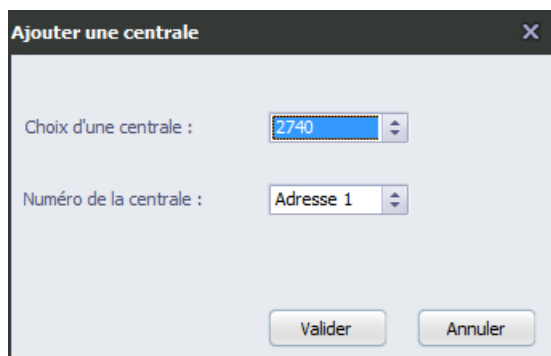 Ajouter une centrale
Choix d'une centrale : 2740
Numéro de la centrale : Adresse 1
Valider Annuler